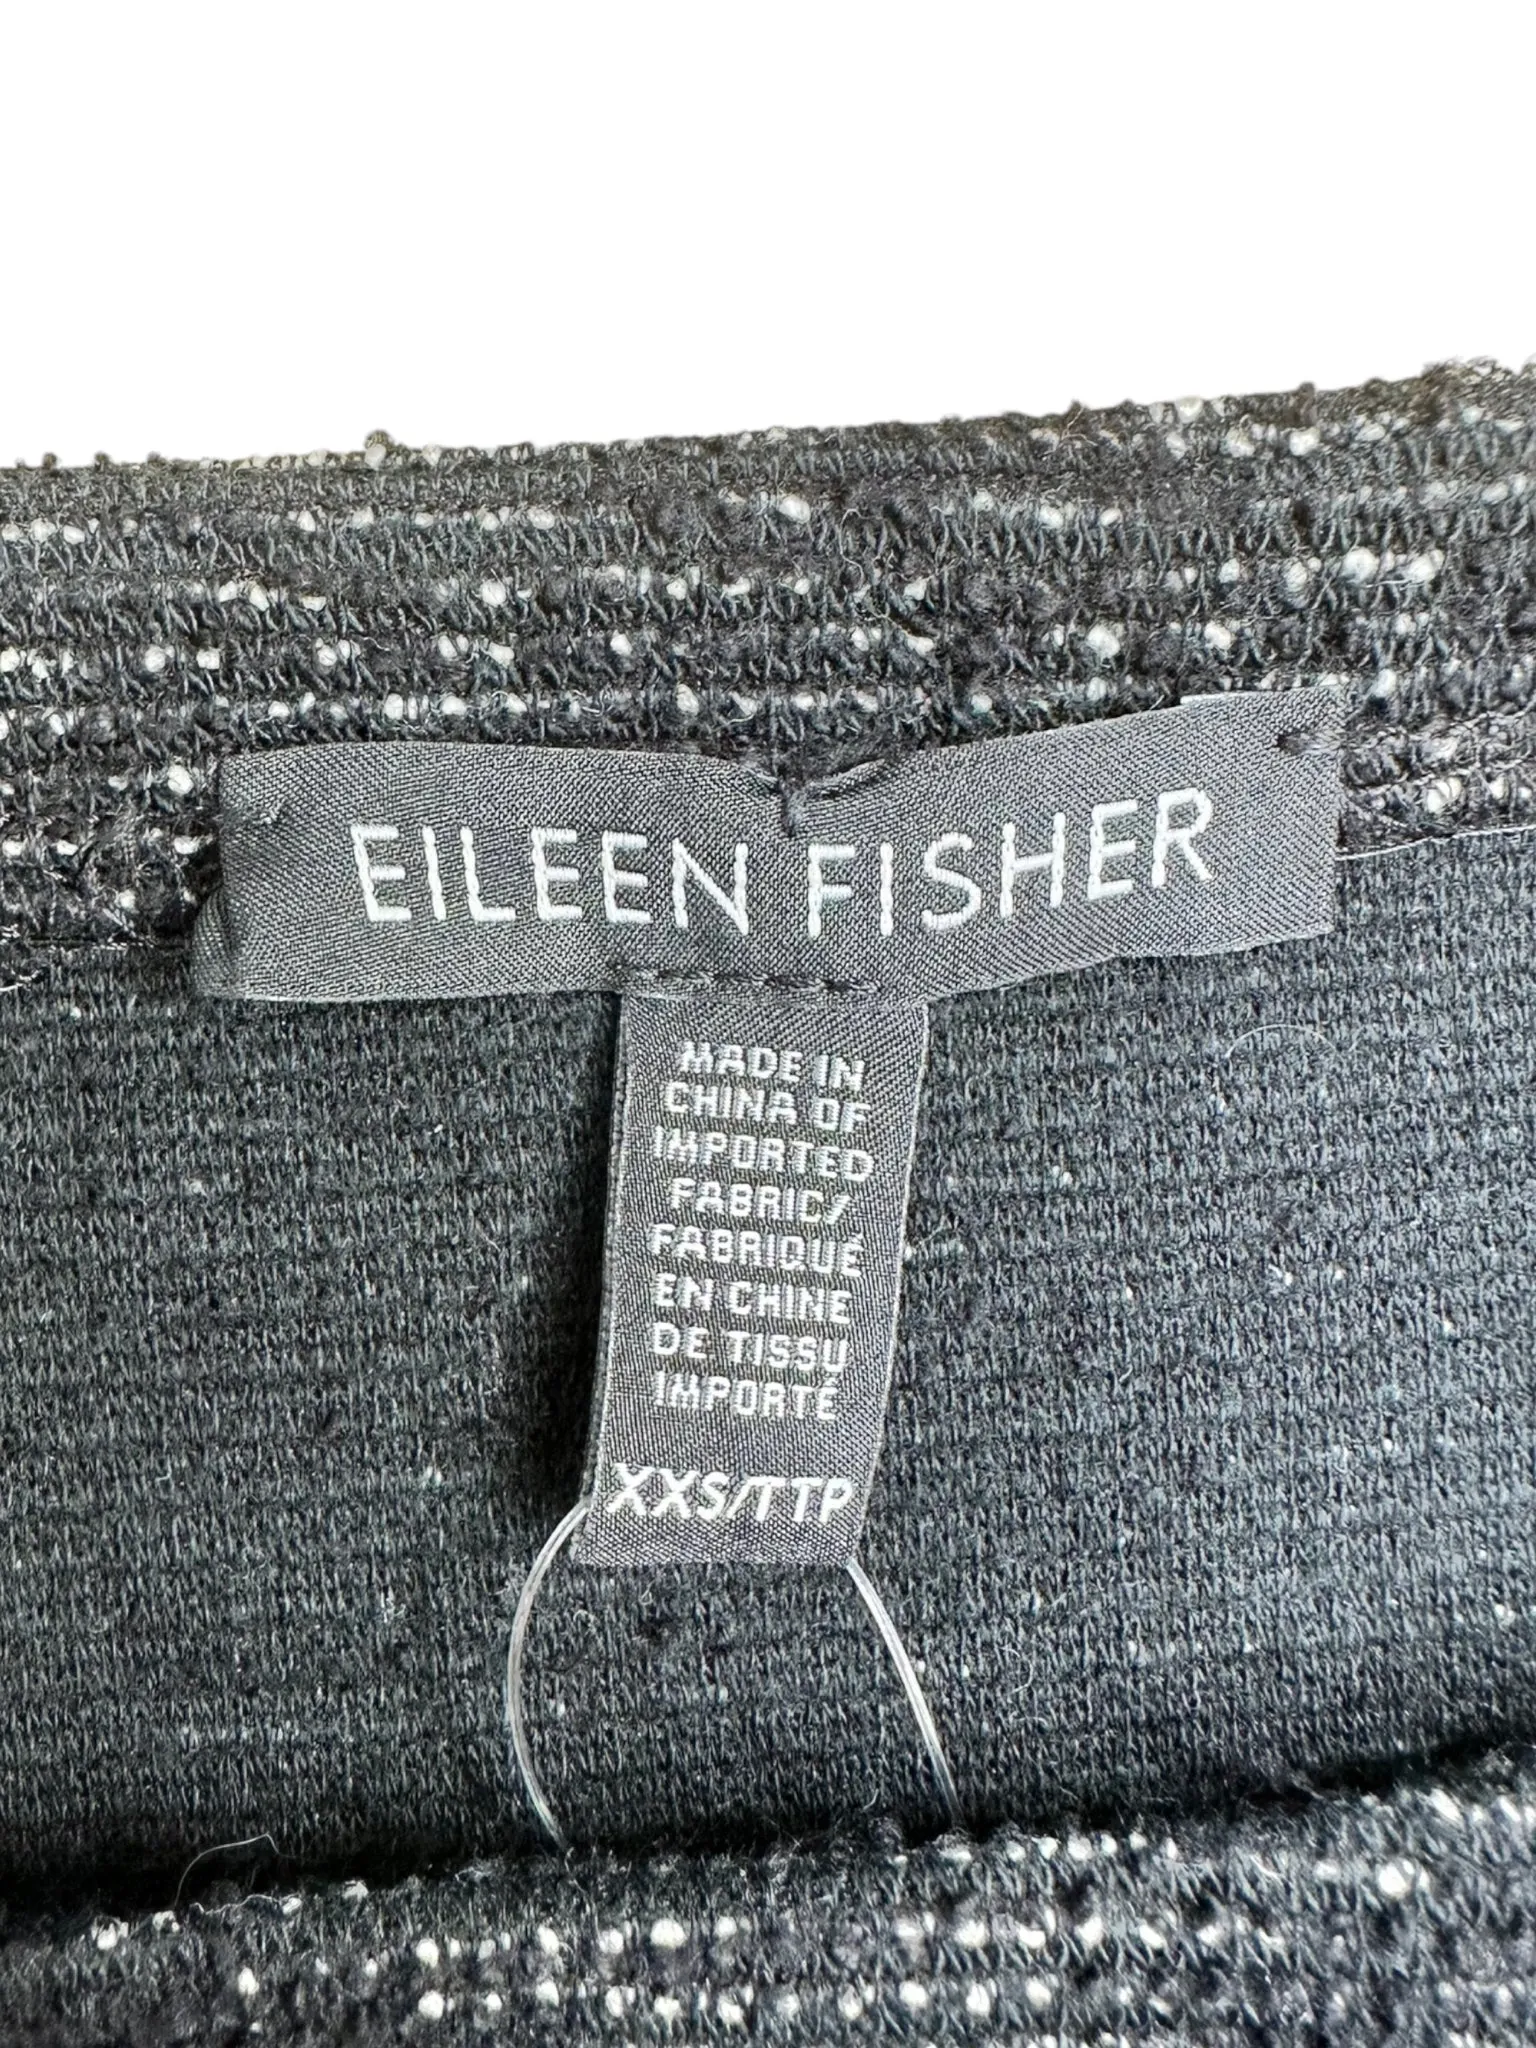 EILEEN FISHER
MADE IN
CHINA OF
IMPORTED
FABRIC/
FABRIQUÉ
EN CHINE
DE TISSU
IMPORTÉ
XXS/TTP